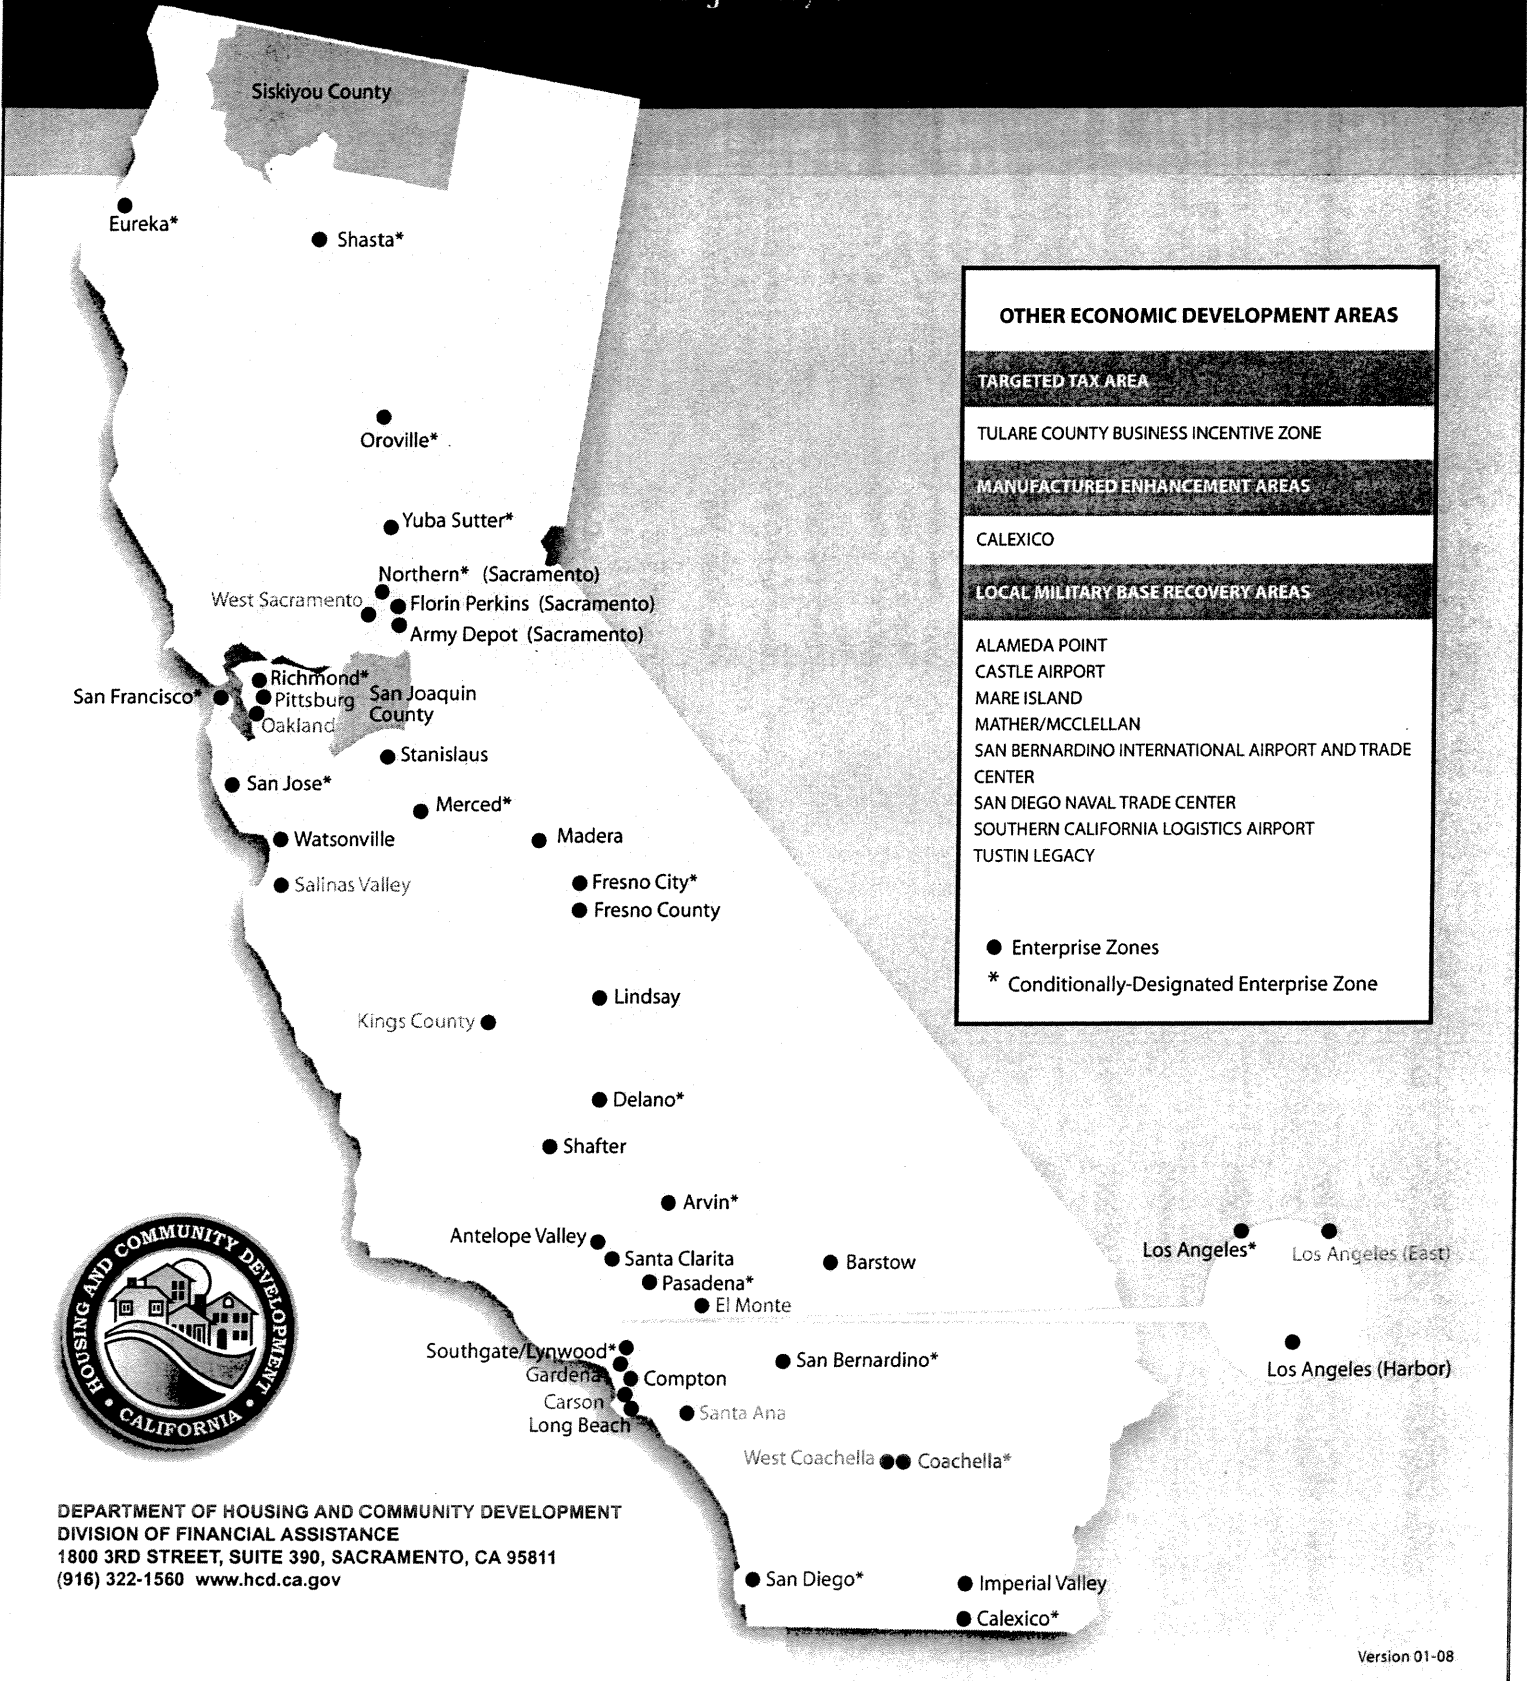 Siskiyou County
Eureka*
Shasta*
Oroville*
Yuba Sutter*
Northern* (Sacramento)
West Sacramento
Florin Perkins (Sacramento)
Army Depot (Sacramento)
Richmond*
San Francisco*
Pittsburg
Oakland
San Joaquin
County
Stanislaus
San Jose*
Merced*
Watsonville
Madera
Salinas Valley
Fresno City*
Fresno County
Lindsay
Kings County
Delano*
Shafter
Arvin*
Antelope Valley
Santa Clarita
Barstow
Pasadena*
El Monte
Southgate/Lynwood*
Gardena
Compton
Carson
Long Beach
San Bernardino*
Santa Ana
West Coachella
Coachella*
San Diego*
Imperial Valley
Calexico*
Los Angeles*
Los Angeles (East)
Los Angeles (Harbor)
OTHER ECONOMIC DEVELOPMENT AREAS
TARGETED TAX AREA
TULARE COUNTY BUSINESS INCENTIVE ZONE
MANUFACTURED ENHANCEMENT AREAS
CALEXICO
LOCAL MILITARY BASE RECOVERY AREAS
ALAMEDA POINT
CASTLE AIRPORT
MARE ISLAND
MATHER/MCCLELLAN
SAN BERNARDINO INTERNATIONAL AIRPORT AND TRADE
CENTER
SAN DIEGO NAVAL TRADE CENTER
SOUTHERN CALIFORNIA LOGISTICS AIRPORT
TUSTIN LEGACY
Enterprise Zones
* Conditionally-Designated Enterprise Zone
HOUSING AND COMMUNITY DEVELOPMENT
• CALIFORNIA •
DEPARTMENT OF HOUSING AND COMMUNITY DEVELOPMENT
DIVISION OF FINANCIAL ASSISTANCE
1800 3RD STREET, SUITE 390, SACRAMENTO, CA 95811
(916) 322-1560 www.hcd.ca.gov
Version 01-08